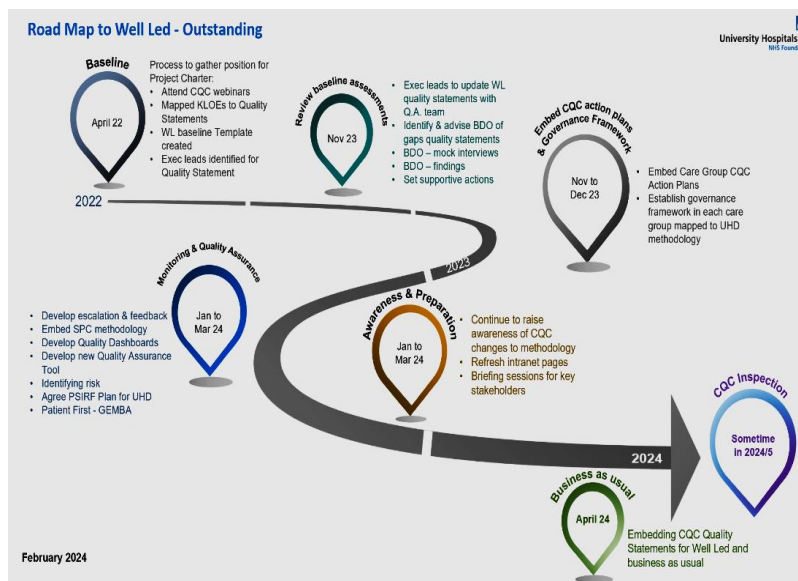 Road Map to Well Led - Outstanding
University Hospitals
NHS Found
Baseline
April 22
Process to gather position for
Project Charter:
• Attend CQC webinars
• Mapped KLOEs to Quality
Statements
• WL baseline Template
created
• Exec leads identified for
Quality Statement
Review baseline assessments
Nov 23
• Exec leads to update WL
quality statements with
Q.A. team
• Identify & advise BDO of
gaps quality statements
• BDO – mock interviews
• BDO – findings
• Set supportive actions
Embed CQC action plans
& Governance Framework
Nov to
Dec 23
• Embed Care Group CQC
Action Plans
• Establish governance
framework in each care
group mapped to UHD
methodology
2022
2023
Monitoring & Quality Assurance
Jan to
Mar 24
• Develop escalation & feedback
• Embed SPC methodology
• Develop Quality Dashboards
• Develop new Quality Assurance
Tool
• Identifying risk
• Agree PSIRF Plan for UHD
• Patient First - GEMBA
Awareness & Preparation
Jan to
Mar 24
• Continue to raise
awareness of CQC
changes to methodology
• Refresh intranet pages
• Briefing sessions for key
stakeholders
CQC Inspection
Sometime
in 2024/5
2024
Business as usual
April 24
Embedding CQC Quality
Statements for Well Led and
business as usual
February 2024